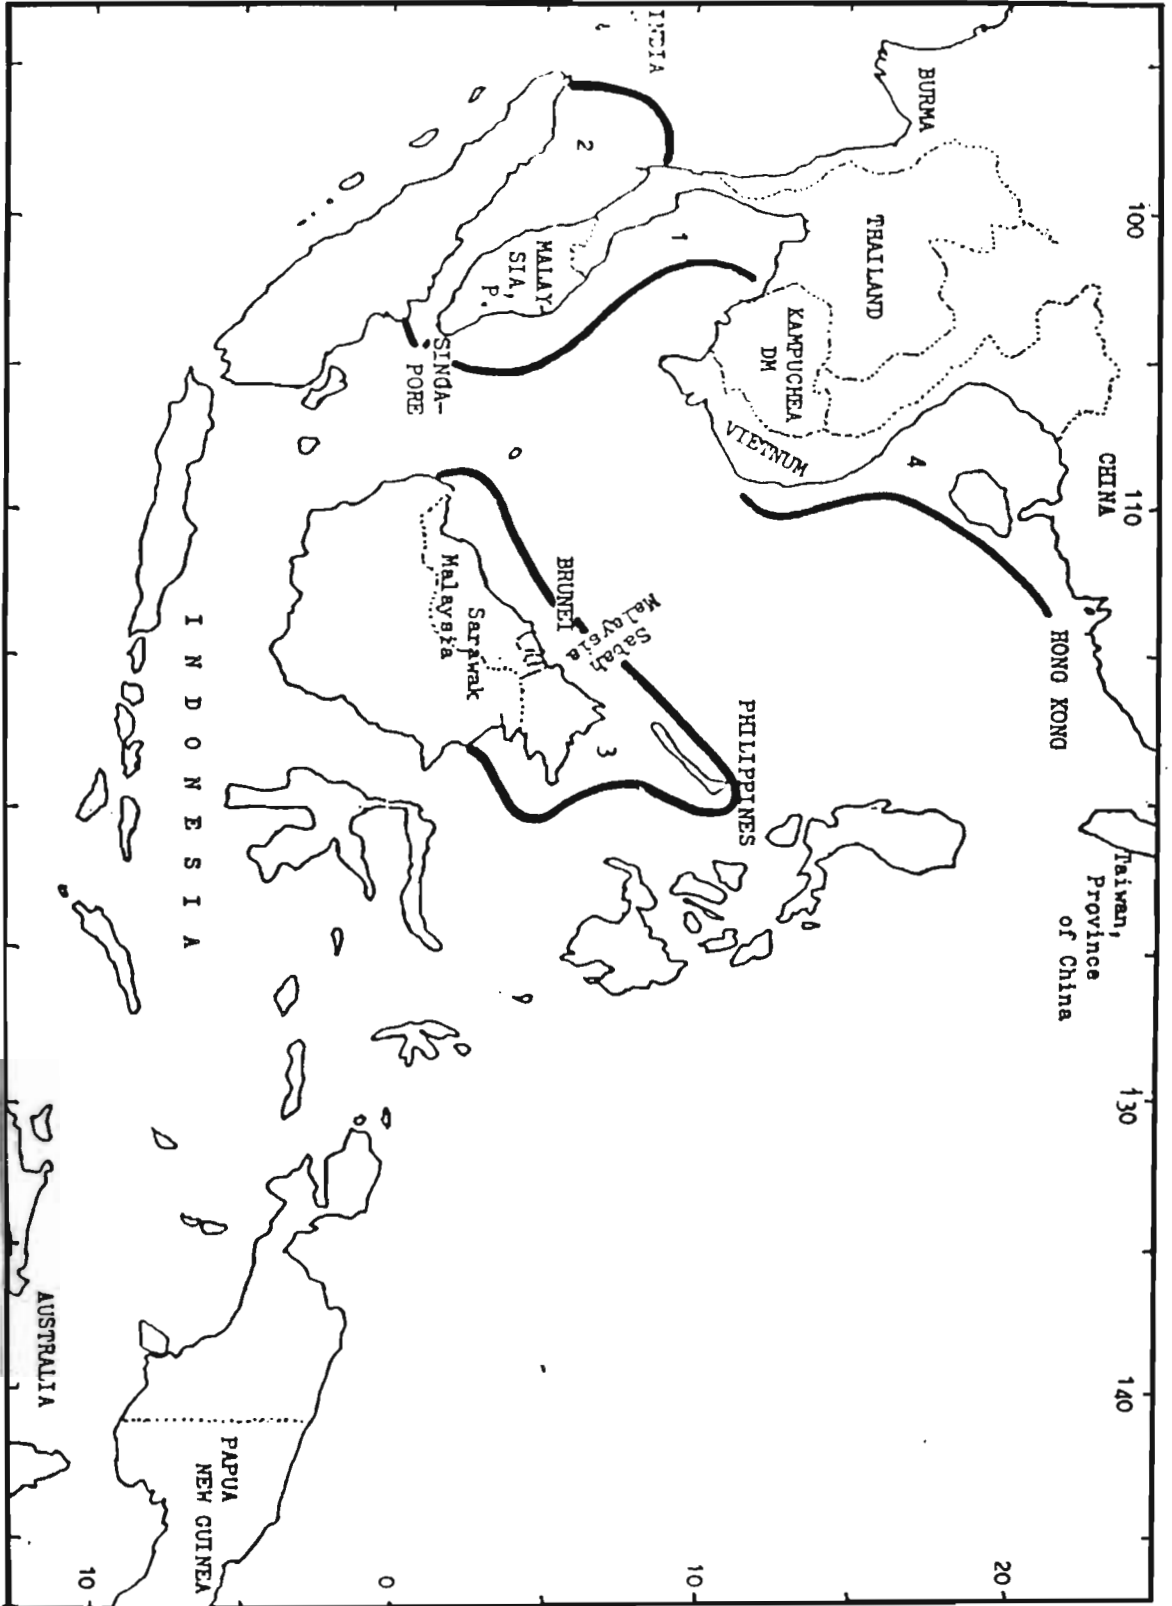 100
110
130
140
20
10
0
10
INDIA
BURMA
THAILAND
KAMPUCHEA
DM
VIETNUM
CHINA
HONG KONG
Taiwan,
Province
of China
PHILIPPINES
MALAY-
SIA,
P.
SINGA-
PORE
BRUNEI
Sabah
Malaysia
Sarawak
Malaysia
INDONESIA
PAPUA
NEW GUINEA
AUSTRALIA
1
2
3
4